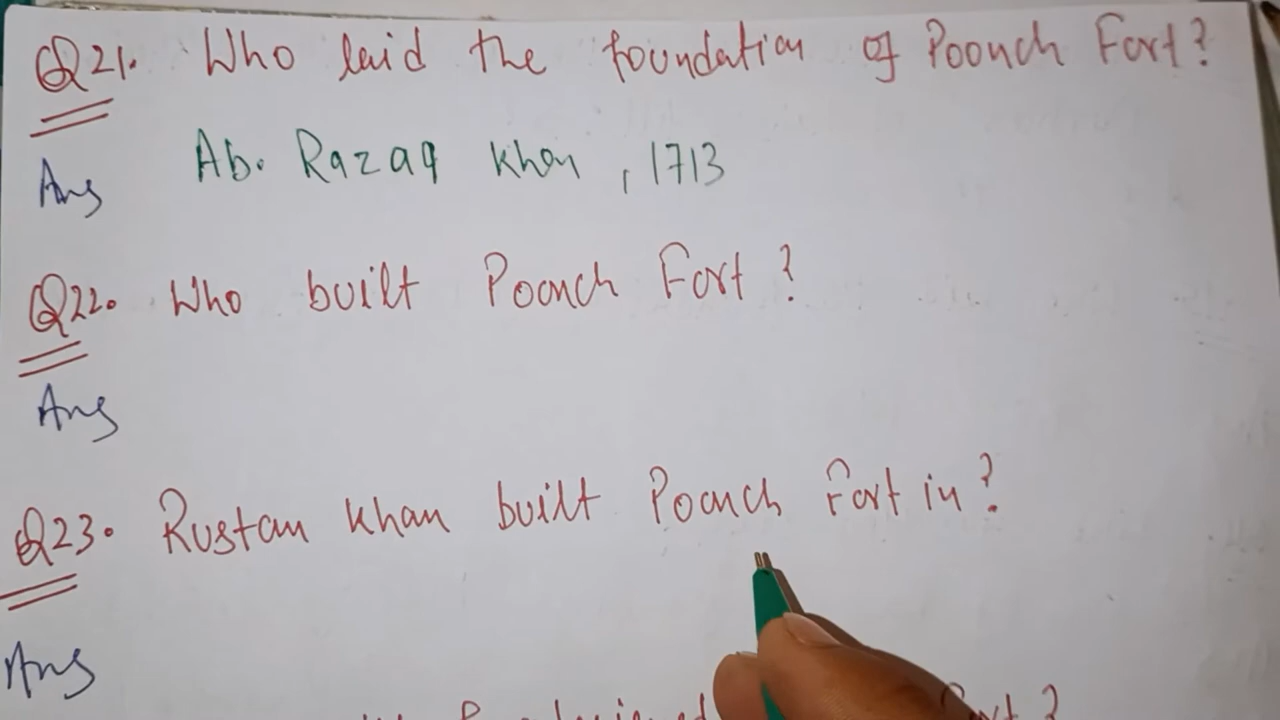 Q21. Who laid the foundation of Poonch Fort?
Ans Ab. Razaq Khan, 1713
Q22. Who built Poonch Fort?
Ans
Q23. Rustan Khan built Poonch Fort in?
Ans